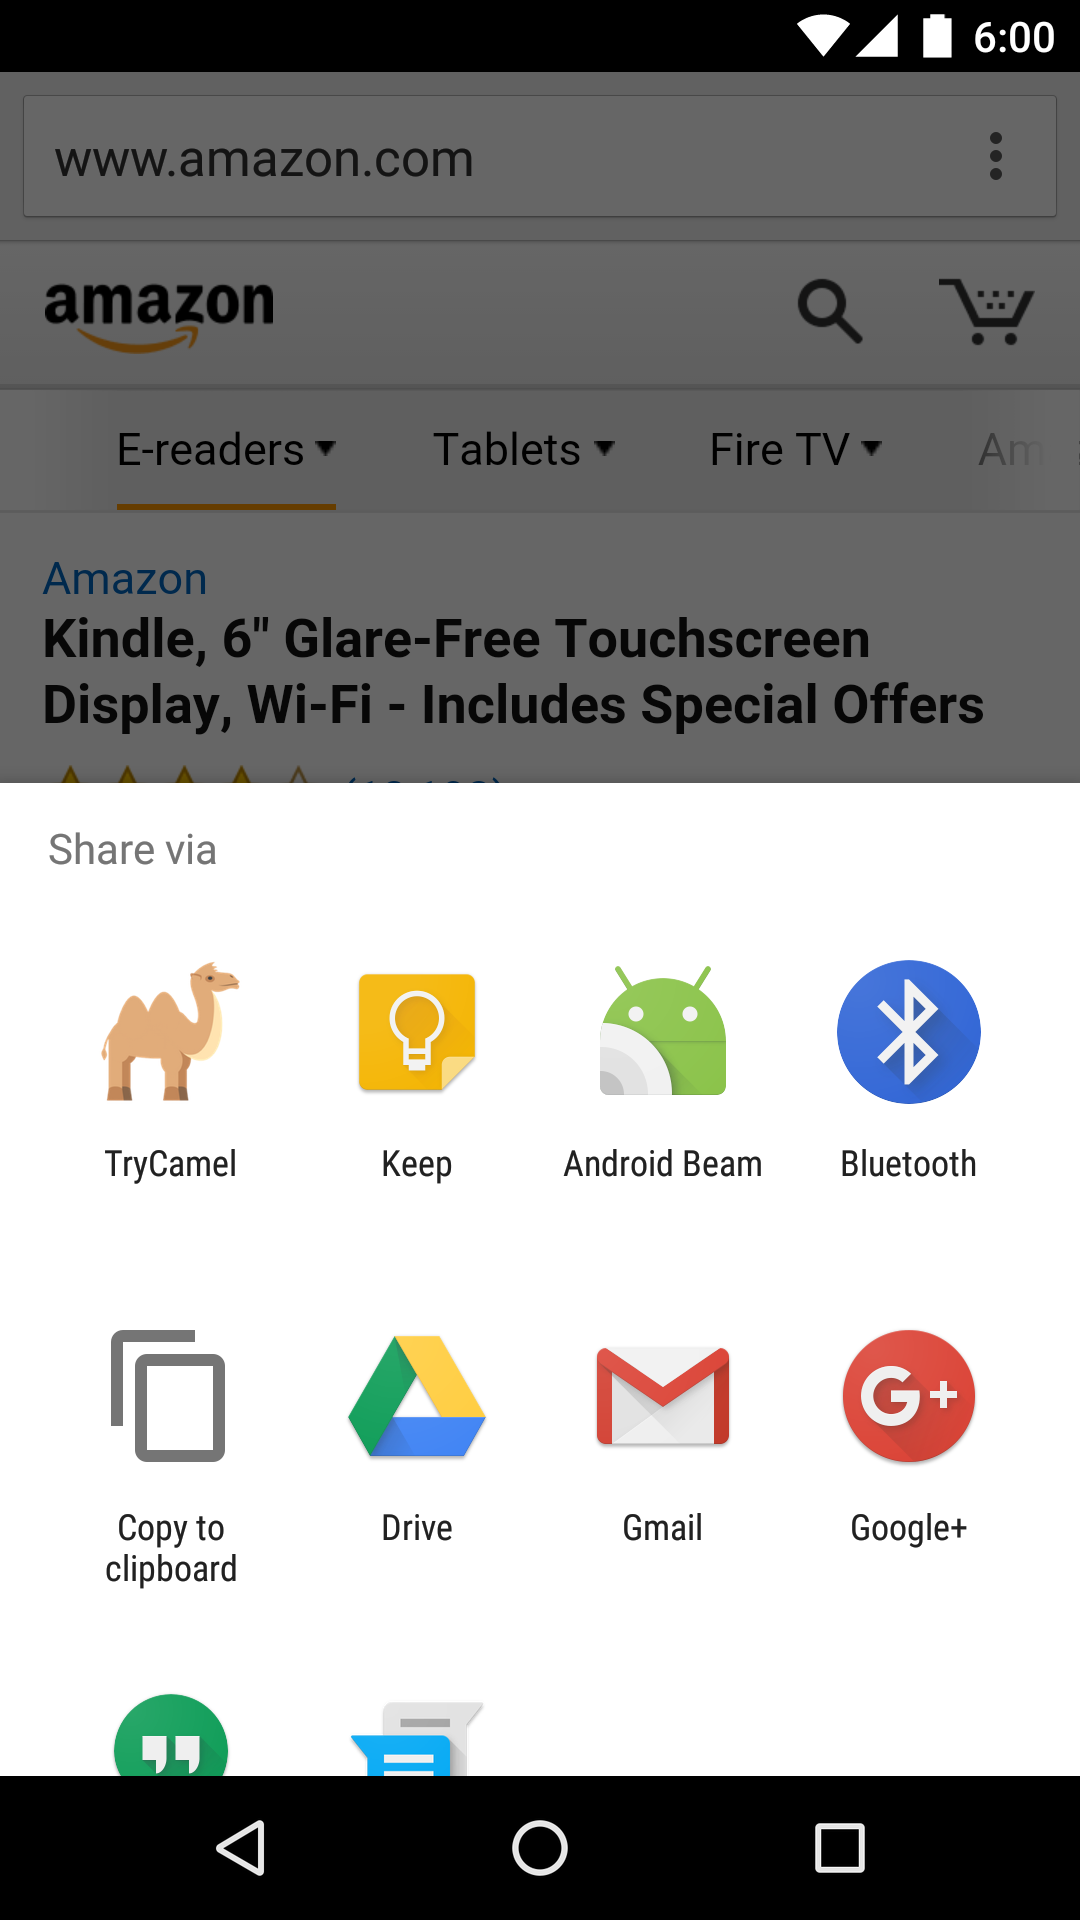 6:00
www.amazon.com
amazon
E-readers Tablets Fire TV Am
Amazon
Kindle, 6" Glare-Free Touchscreen
Display, Wi-Fi - Includes Special Offers
Share via
TryCamel Keep Android Beam Bluetooth
Copy to
clipboard
Drive Gmail Google+